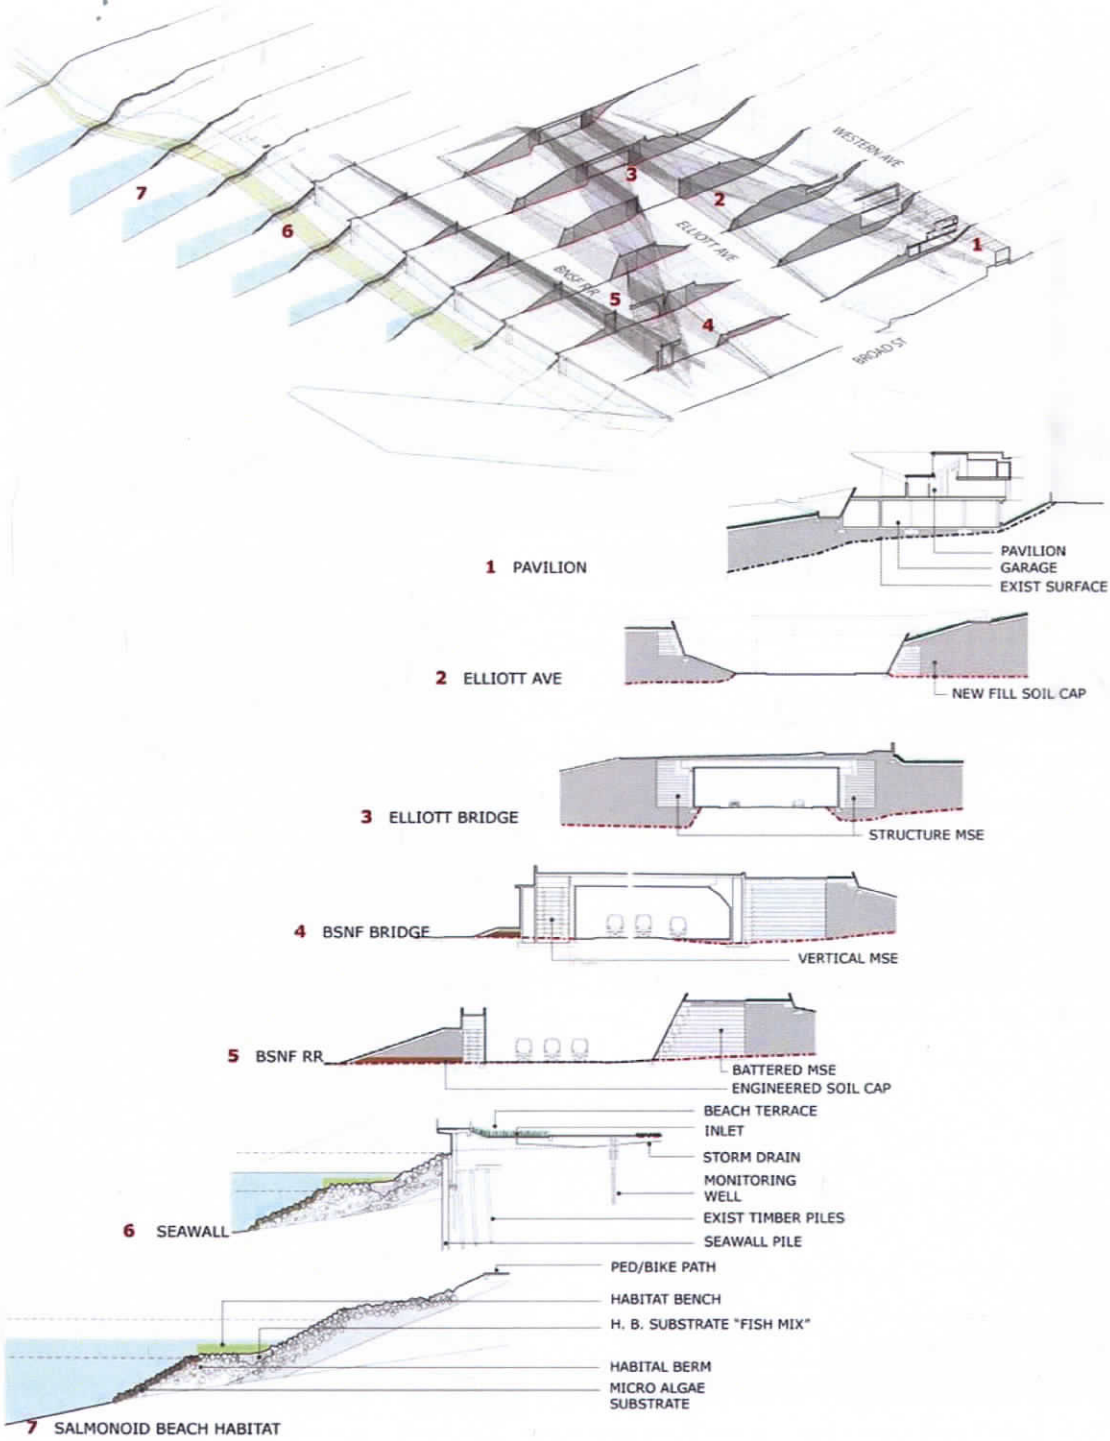 WESTERN AVE
3
7
2
6
ELLIOTT AVE
1
BNSF RR
5
4
BROAD ST
PAVILION
1 PAVILION
GARAGE
EXIST SURFACE
2 ELLIOTT AVE
NEW FILL SOIL CAP
3 ELLIOTT BRIDGE
STRUCTURE MSE
4 BSNF BRIDGE
VERTICAL MSE
5 BSNF RR
BATTERED MSE
ENGINEERED SOIL CAP
BEACH TERRACE
INLET
STORM DRAIN
MONITORING
WELL
EXIST TIMBER PILES
6 SEAWALL
SEAWALL PILE
PED/BIKE PATH
HABITAT BENCH
H. B. SUBSTRATE "FISH MIX"
HABITAL BERM
MICRO ALGAE
SUBSTRATE
7 SALMONOID BEACH HABITAT